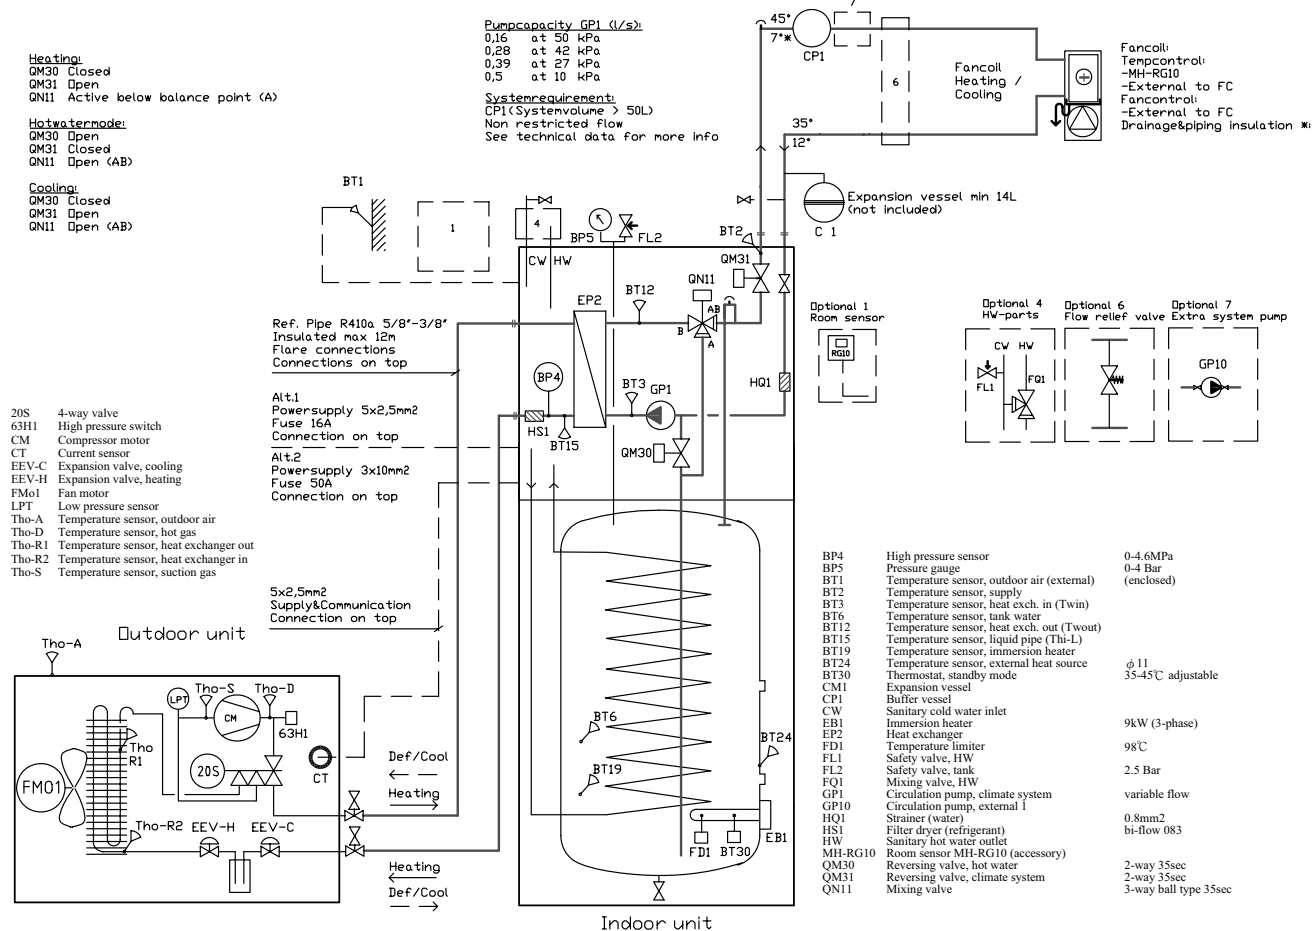 Heating:
QM30 Closed
QM31 Open
QN11 Active below balance point (A)
Hotwatermode:
QM30 Open
QM31 Closed
QN11 Open (AB)
Cooling:
QM30 Closed
QM31 Open
QN11 Open (AB)
Pumpcapacity GP1 (l/s):
0,16 at 50 kPa
0,28 at 42 kPa
0,39 at 27 kPa
0,5 at 10 kPa
Systemrequirement:
CP1(Systemvolume > 50L)
Non restricted flow
See technical data for more info
45°
7°*
CP1
7
6
Fancoil
Heating /
Cooling
35°
12°
Fancoil:
Tempcontrol:
-MH-RG10
-External to FC
Fancontrol:
-External to FC
Drainage&piping insulation *:
Expansion vessel min 14L
(not included)
C 1
BT1
1
4
BP5
FL2
BT2
QM31
CW HW
EP2
BT12
QN11
AB
B
A
BP4
BT3
GP1
HQ1
HS1
BT15
QM30
Ref. Pipe R410a 5/8"-3/8"
Insulated max 12m
Flare connections
Connections on top
Alt.1
Powersupply 5x2,5mm2
Fuse 16A
Connection on top
Alt.2
Powersupply 3x10mm2
Fuse 50A
Connection on top
5x2,5mm2
Supply&Communication
Connection on top
Optional 1
Room sensor
RG10
Optional 4
HW-parts
CW HW
FL1
FQ1
Optional 6
Flow relief valve
Optional 7
Extra system pump
GP10
20S 4-way valve
63H1 High pressure switch
CM Compressor motor
CT Current sensor
EEV-C Expansion valve, cooling
EEV-H Expansion valve, heating
FMo1 Fan motor
LPT Low pressure sensor
Tho-A Temperature sensor, outdoor air
Tho-D Temperature sensor, hot gas
Tho-R1 Temperature sensor, heat exchanger out
Tho-R2 Temperature sensor, heat exchanger in
Tho-S Temperature sensor, suction gas
Outdoor unit
Tho-A
LPT
Tho-S
Tho-D
CM
63H1
Tho
R1
20S
CT
FMO1
Tho-R2
EEV-H
EEV-C
Def/Cool
Heating
Heating
Def/Cool
BT6
BT19
BT24
FD1
BT30
EB1
Indoor unit
BP4 High pressure sensor 0-4.6MPa
BP5 Pressure gauge 0-4 Bar
BT1 Temperature sensor, outdoor air (external) (enclosed)
BT2 Temperature sensor, supply
BT3 Temperature sensor, heat exch. in (Twin)
BT6 Temperature sensor, tank water
BT12 Temperature sensor, heat exch. out (Twout)
BT15 Temperature sensor, liquid pipe (Thi-L)
BT19 Temperature sensor, immersion heater
BT24 Temperature sensor, external heat source ϕ 11
BT30 Thermostat, standby mode 35-45℃ adjustable
CM1 Expansion vessel
CP1 Buffer vessel
CW Sanitary cold water inlet
EB1 Immersion heater 9kW (3-phase)
EP2 Heat exchanger
FD1 Temperature limiter 98℃
FL1 Safety valve, HW
FL2 Safety valve, tank 2.5 Bar
FQ1 Mixing valve, HW
GP1 Circulation pump, climate system variable flow
GP10 Circulation pump, external 1
HQ1 Strainer (water) 0.8mm2
HS1 Filter dryer (refrigerant) bi-flow 083
HW Sanitary hot water outlet
MH-RG10 Room sensor MH-RG10 (accessory)
QM30 Reversing valve, hot water 2-way 35sec
QM31 Reversing valve, climate system 2-way 35sec
QN11 Mixing valve 3-way ball type 35sec